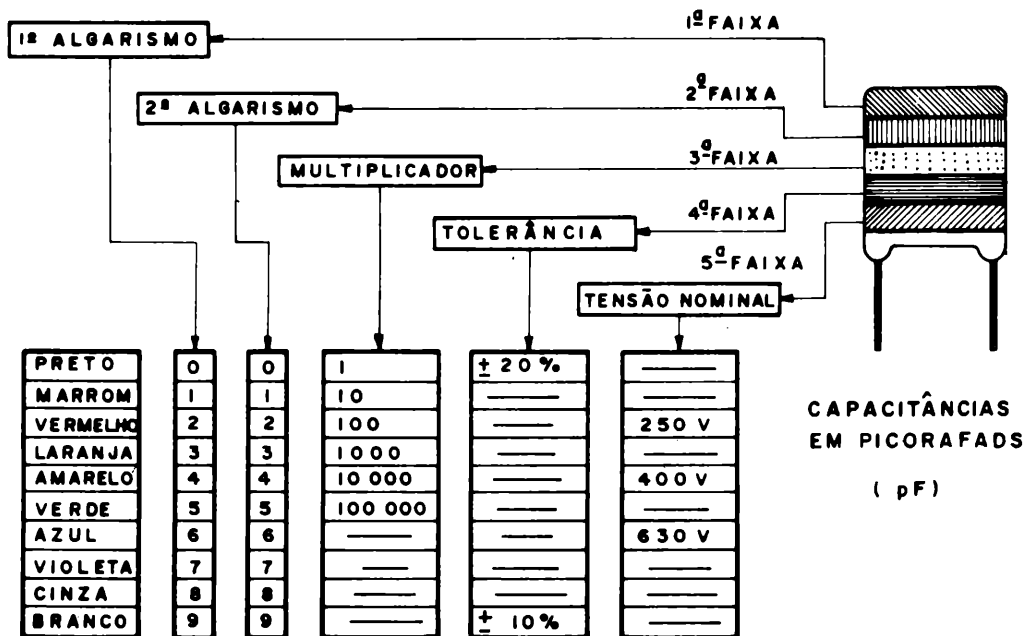 1º ALGARISMO
1ª FAIXA
2º ALGARISMO
2ª FAIXA
MULTIPLICADOR
3ª FAIXA
TOLERÂNCIA
4ª FAIXA
5ª FAIXA
TENSÃO NOMINAL
PRETO 0 0 1 ± 20%
MARROM 1 1 10
VERMELHO 2 2 100 250 V
LARANJA 3 3 1000
AMARELO 4 4 10 000 400 V
VERDE 5 5 100 000
AZUL 6 6 630 V
VIOLETA 7 7
CINZA 8 8
BRANCO 9 9 ± 10%
CAPACITÂNCIAS
EM PICORAFADS
( pF)